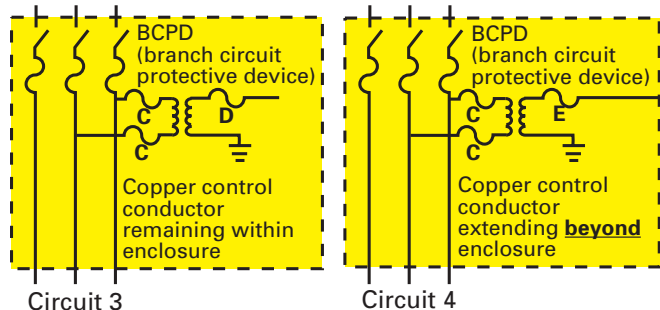 BCPD
(branch circuit
protective device)
C
D
C
Copper control
conductor
remaining within
enclosure
Circuit 3
BCPD
(branch circuit
protective device)
C
E
C
Copper control
conductor
extending beyond
enclosure
Circuit 4